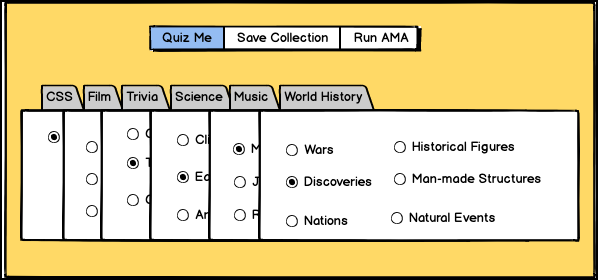 Quiz Me Save Collection Run AMA
CSS Film Trivia Science Music World History
Wars Historical Figures
Discoveries Man-made Structures
Nations Natural Events